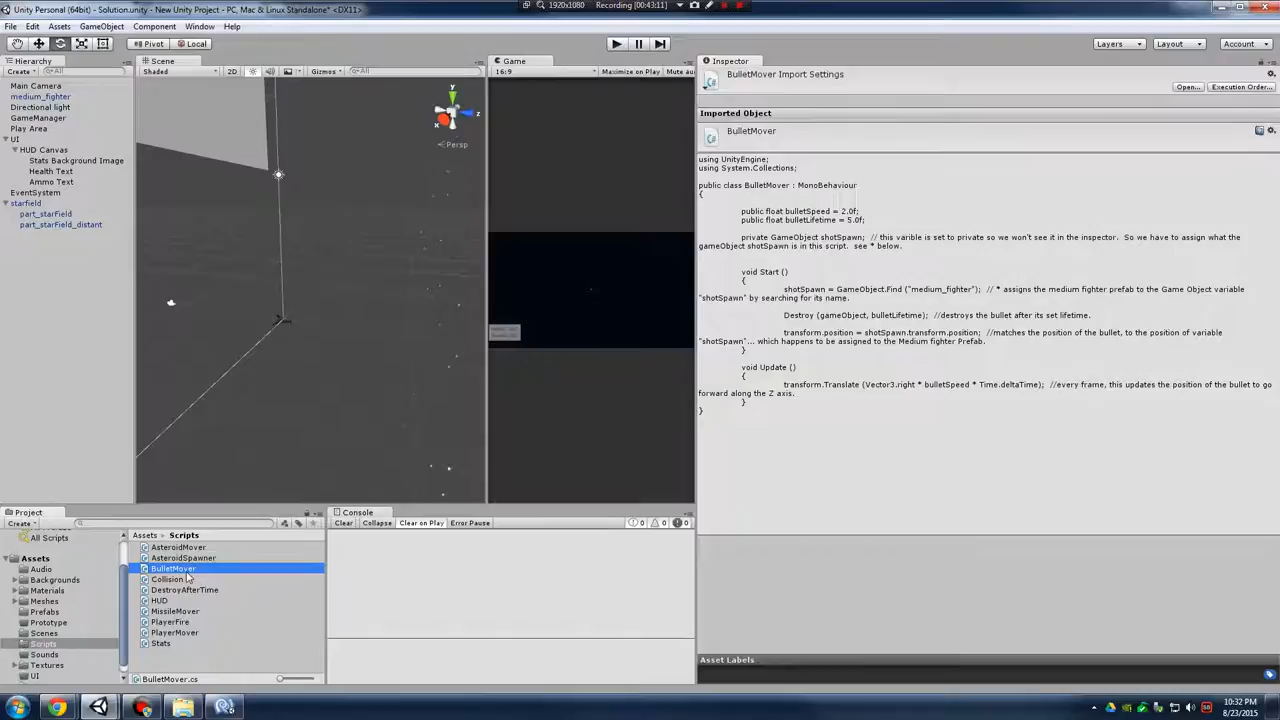 Unity Personal (64bit) - Solution.unity - New Unity Project - PC, Mac & Linux Standalone* <DX11>
1920x1080
Recording [00:43:11]
File Edit Assets GameObject Component Window Help
Pivot Local
Layers Layout Account
Hierarchy
Create All
Main Camera
medium_fighter
Directional light
GameManager
Play Area
UI
HUD Canvas
Stats Background Image
Health Text
Ammo Text
EventSystem
starfield
part_starField
part_starField_distant
Scene
Shaded 2D Gizmos All
y
x
z
Persp
Game
16:9 Maximize on Play Mute au
Inspector
BulletMover Import Settings
C#
Open... Execution Order...
Imported Object
BulletMover
using UnityEngine;
using System.Collections;
public class BulletMover : MonoBehaviour
{
public float bulletSpeed = 2.0f;
public float bulletLifetime = 5.0f;
private GameObject shotSpawn; // this varible is set to private so we won't see it in the inspector. So we have to assign what the
gameObject shotSpawn is in this script. see * below.
void Start ()
{
shotSpawn = GameObject.Find ("medium_fighter"); // * assigns the medium fighter prefab to the Game Object variable
"shotSpawn" by searching for its name.
Destroy (gameObject, bulletLifetime); //destroys the bullet after its set lifetime.
transform.position = shotSpawn.transform.position; //matches the position of the bullet, to the position of variable
"shotSpawn"... which happens to be assigned to the Medium fighter Prefab.
}
void Update ()
{
transform.Translate (Vector3.right * bulletSpeed * Time.deltaTime); //every frame, this updates the position of the bullet to go
forward along the Z axis.
}
}
Asset Labels
Project
Create
All Scripts
Assets
Audio
Backgrounds
Materials
Meshes
Prefabs
Prototype
Scenes
Scripts
Sounds
Textures
UI
Assets Scripts
AsteroidMover
AsteroidSpawner
BulletMover
Collision
DestroyAfterTime
HUD
MissileMover
PlayerFire
PlayerMover
Stats
BulletMover.cs
Console
Clear Collapse Clear on Play Error Pause 0 0 0
10:32 PM
8/23/2015